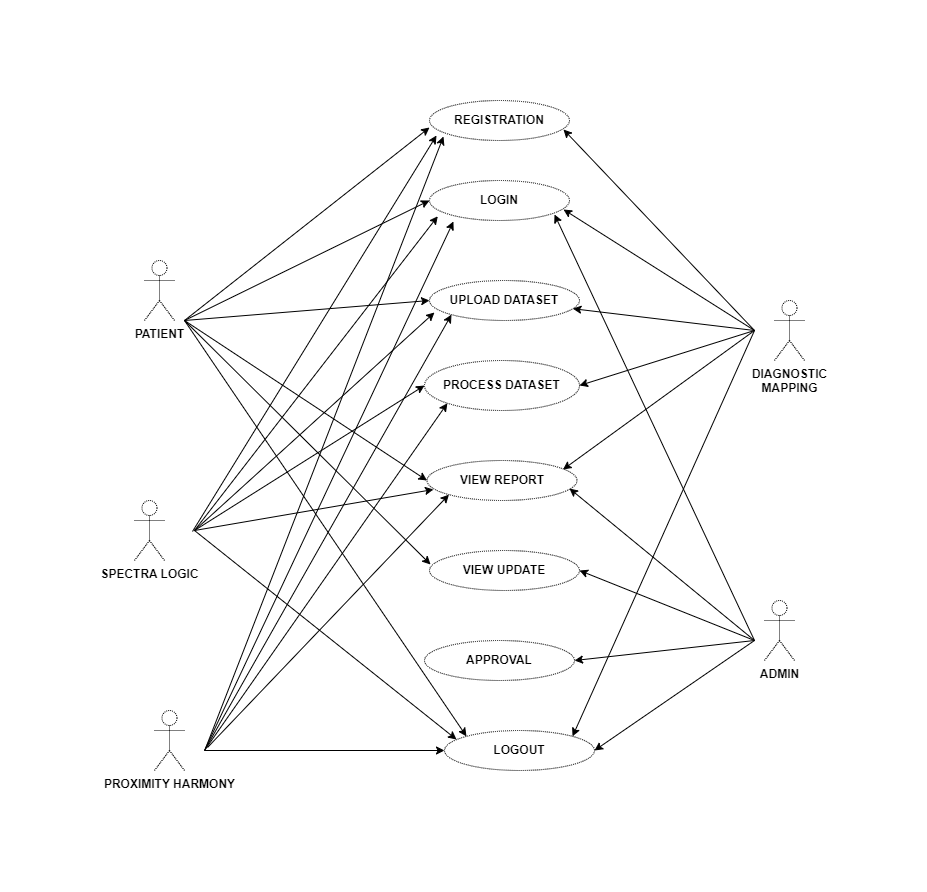 REGISTRATION
LOGIN
UPLOAD DATASET
PROCESS DATASET
VIEW REPORT
VIEW UPDATE
APPROVAL
LOGOUT
PATIENT
SPECTRA LOGIC
PROXIMITY HARMONY
DIAGNOSTIC
MAPPING
ADMIN